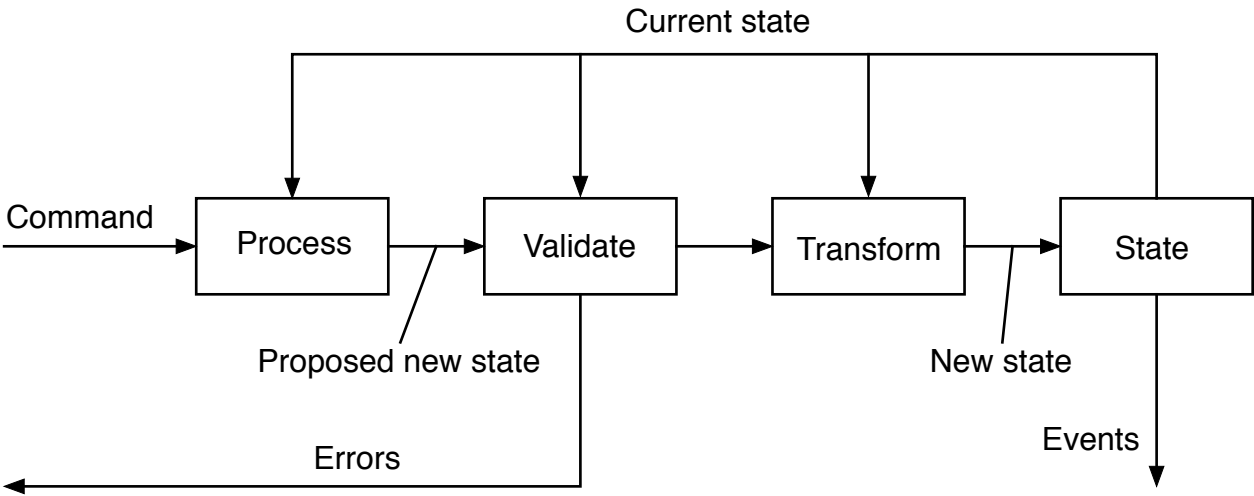 Current state
Command
Process
Validate
Transform
State
Proposed new state
New state
Events
Errors